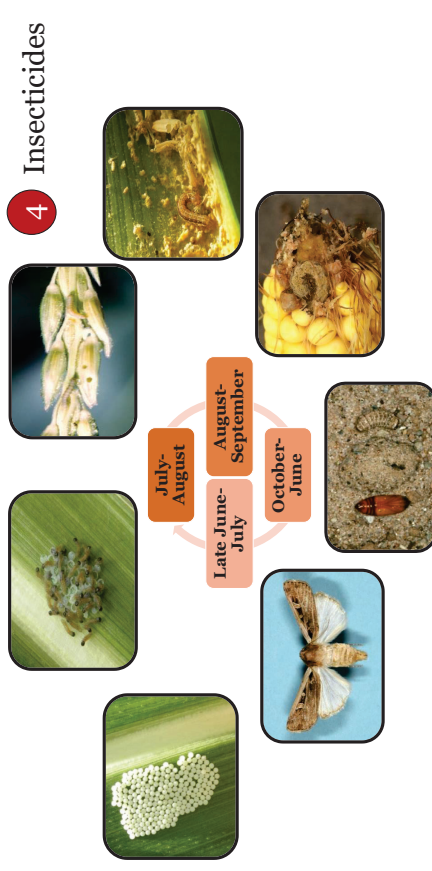 4 Insecticides
July-
August
Late June-
July
August-
September
October-
June